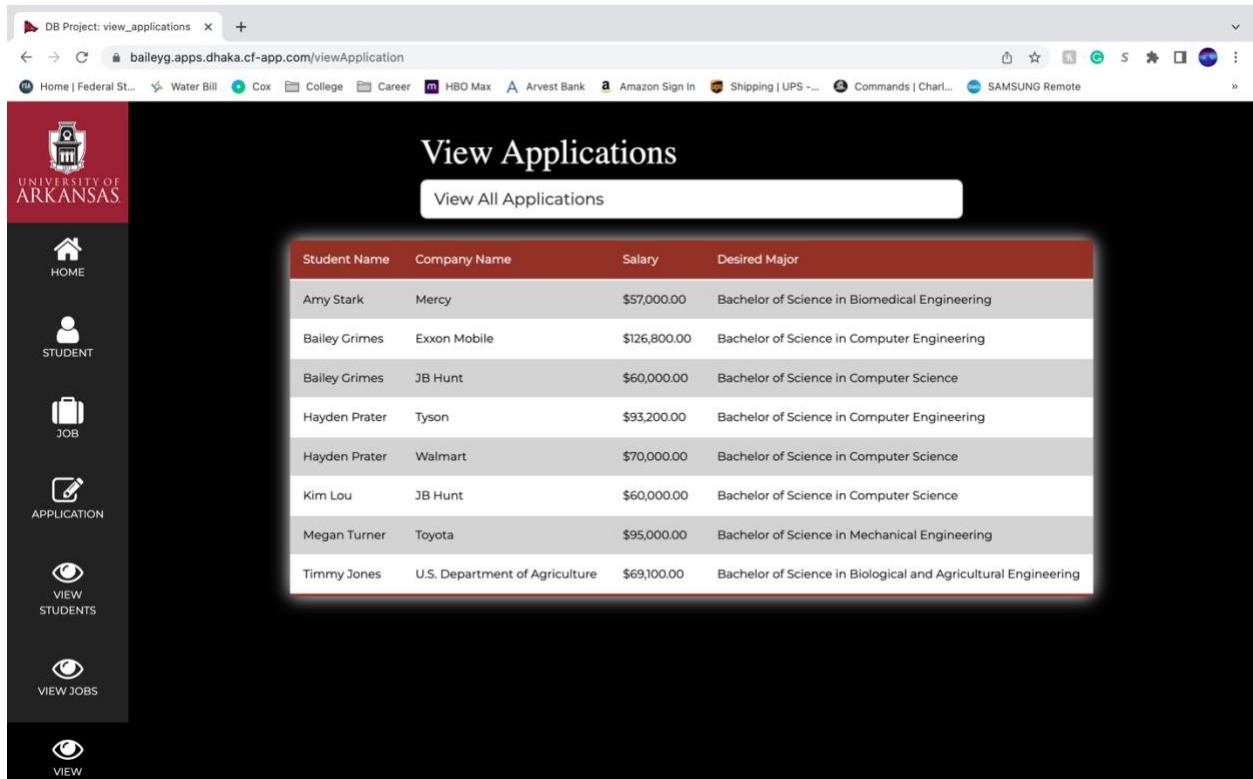 DB Project: view_applications
baileyg.apps.dhaka.cf-app.com/viewApplication
Home | Federal St... Water Bill Cox College Career HBO Max Arvest Bank Amazon Sign In Shipping | UPS -... Commands | Charl... SAMSUNG Remote
UNIVERSITY OF
ARKANSAS
HOME
STUDENT
JOB
APPLICATION
VIEW
STUDENTS
VIEW JOBS
VIEW
View Applications
View All Applications
Student Name Company Name Salary Desired Major
Amy Stark Mercy $57,000.00 Bachelor of Science in Biomedical Engineering
Bailey Grimes Exxon Mobile $126,800.00 Bachelor of Science in Computer Engineering
Bailey Grimes JB Hunt $60,000.00 Bachelor of Science in Computer Science
Hayden Prater Tyson $93,200.00 Bachelor of Science in Computer Engineering
Hayden Prater Walmart $70,000.00 Bachelor of Science in Computer Science
Kim Lou JB Hunt $60,000.00 Bachelor of Science in Computer Science
Megan Turner Toyota $95,000.00 Bachelor of Science in Mechanical Engineering
Timmy Jones U.S. Department of Agriculture $69,100.00 Bachelor of Science in Biological and Agricultural Engineering